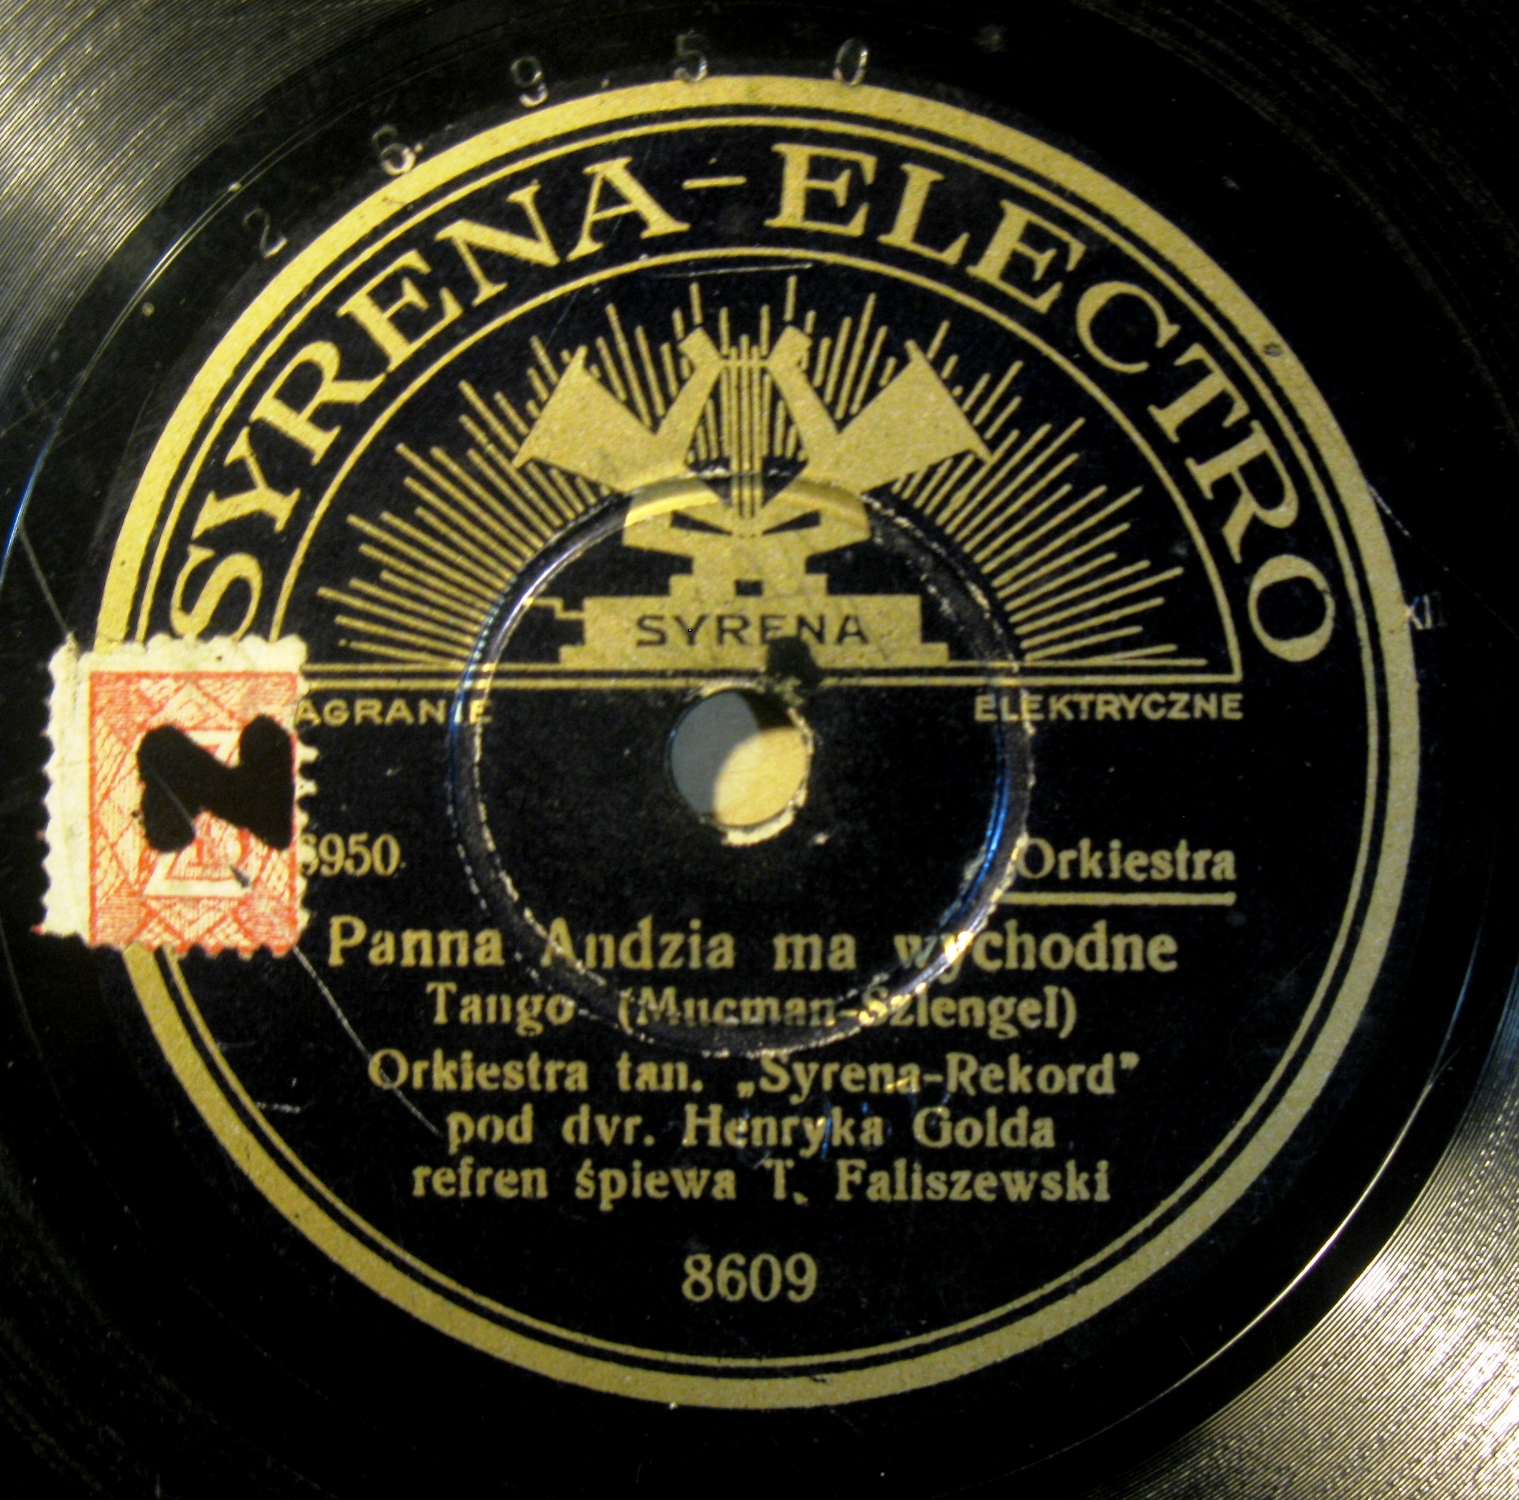 2 6 9 5 0
SYRENA-ELECTRO
SYRENA
AGRANIE ELEKTRYCZNE
6950 Orkiestra
Panna Andzia ma wychodne
Tango (Mucman-Szlengel)
Orkiestra tan. „Syrena-Rekord”
pod dyr. Henryka Golda
refren śpiewa T. Faliszewski
8609